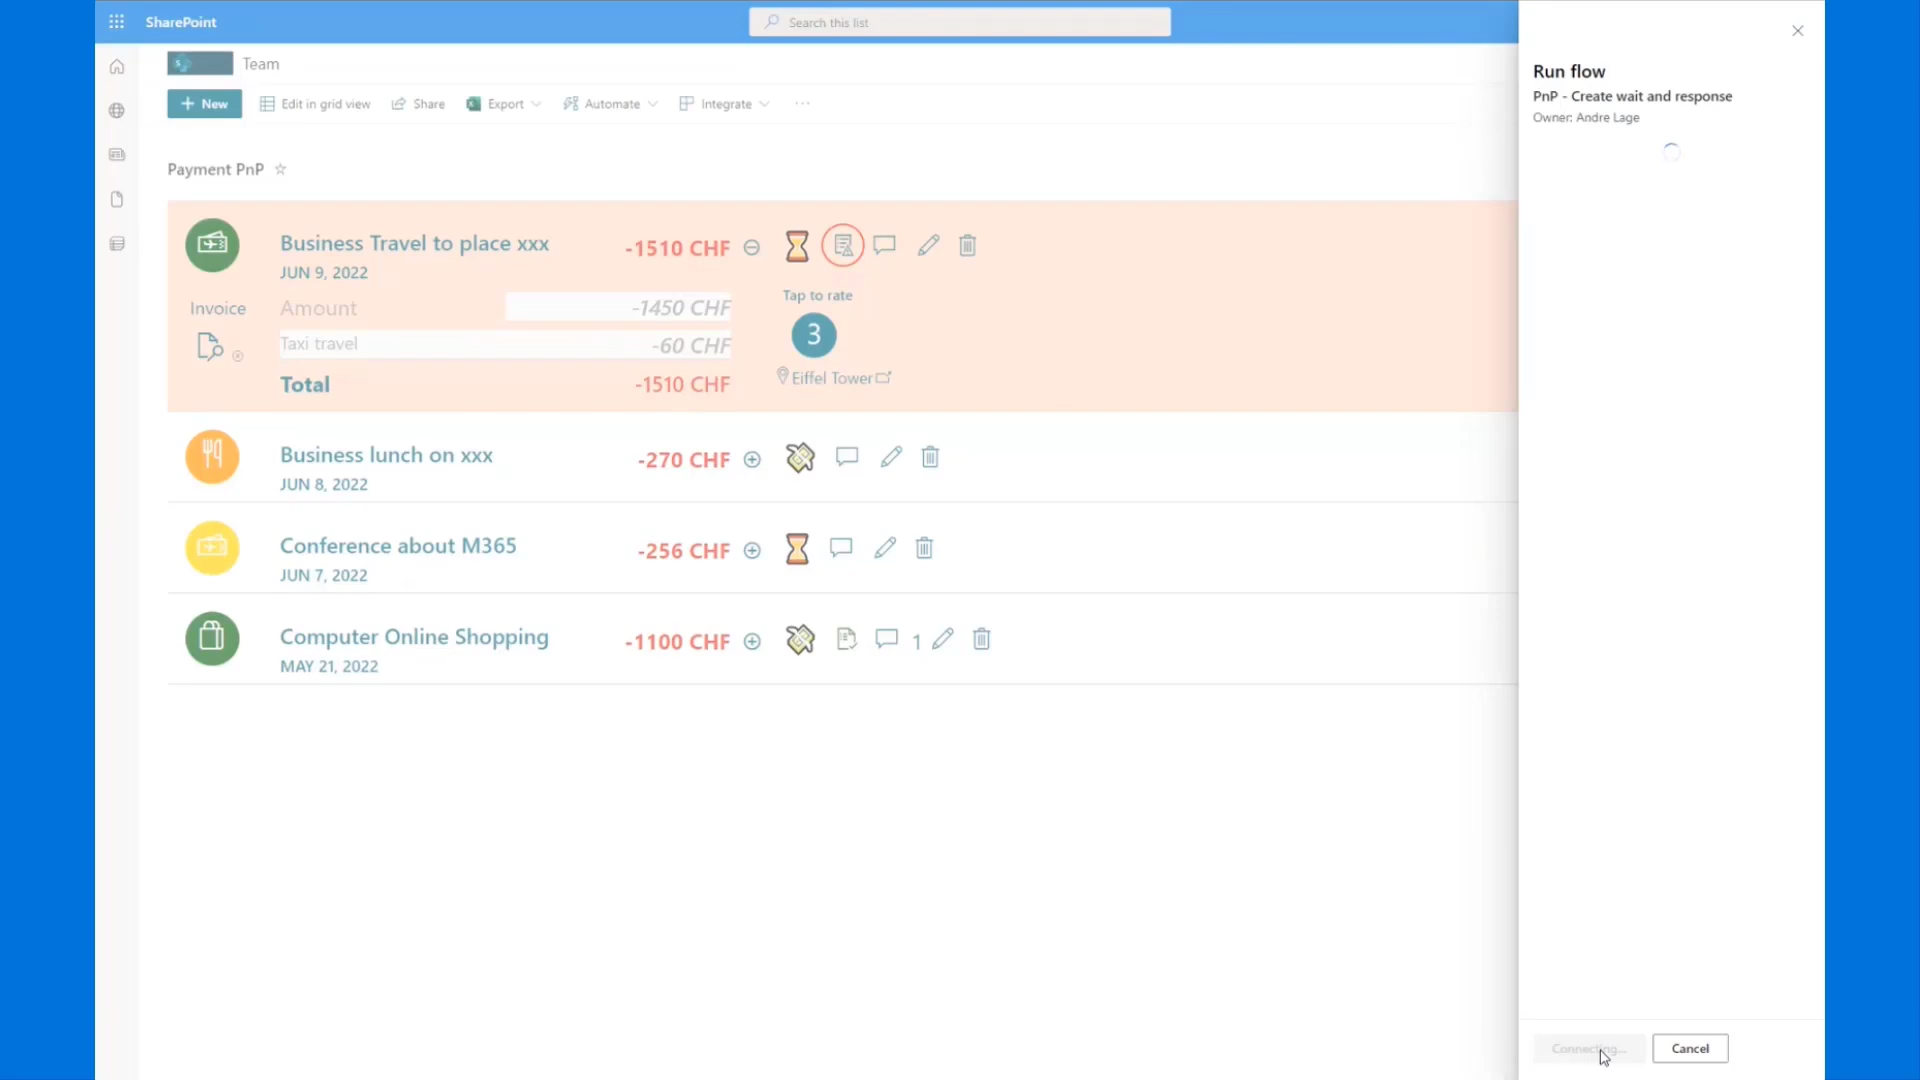 SharePoint
Search this list
S
Team
New
Edit in grid view
Share
Export
Automate
Integrate
Payment PnP
Business Travel to place xxx
-1510 CHF
JUN 9, 2022
Invoice
Amount
-1450 CHF
Taxi travel
-60 CHF
Total
-1510 CHF
Tap to rate
3
Eiffel Tower
Business lunch on xxx
-270 CHF
JUN 8, 2022
Conference about M365
-256 CHF
JUN 7, 2022
Computer Online Shopping
-1100 CHF
1
MAY 21, 2022
Run flow
PnP - Create wait and response
Owner: Andre Lage
Connecting...
Cancel